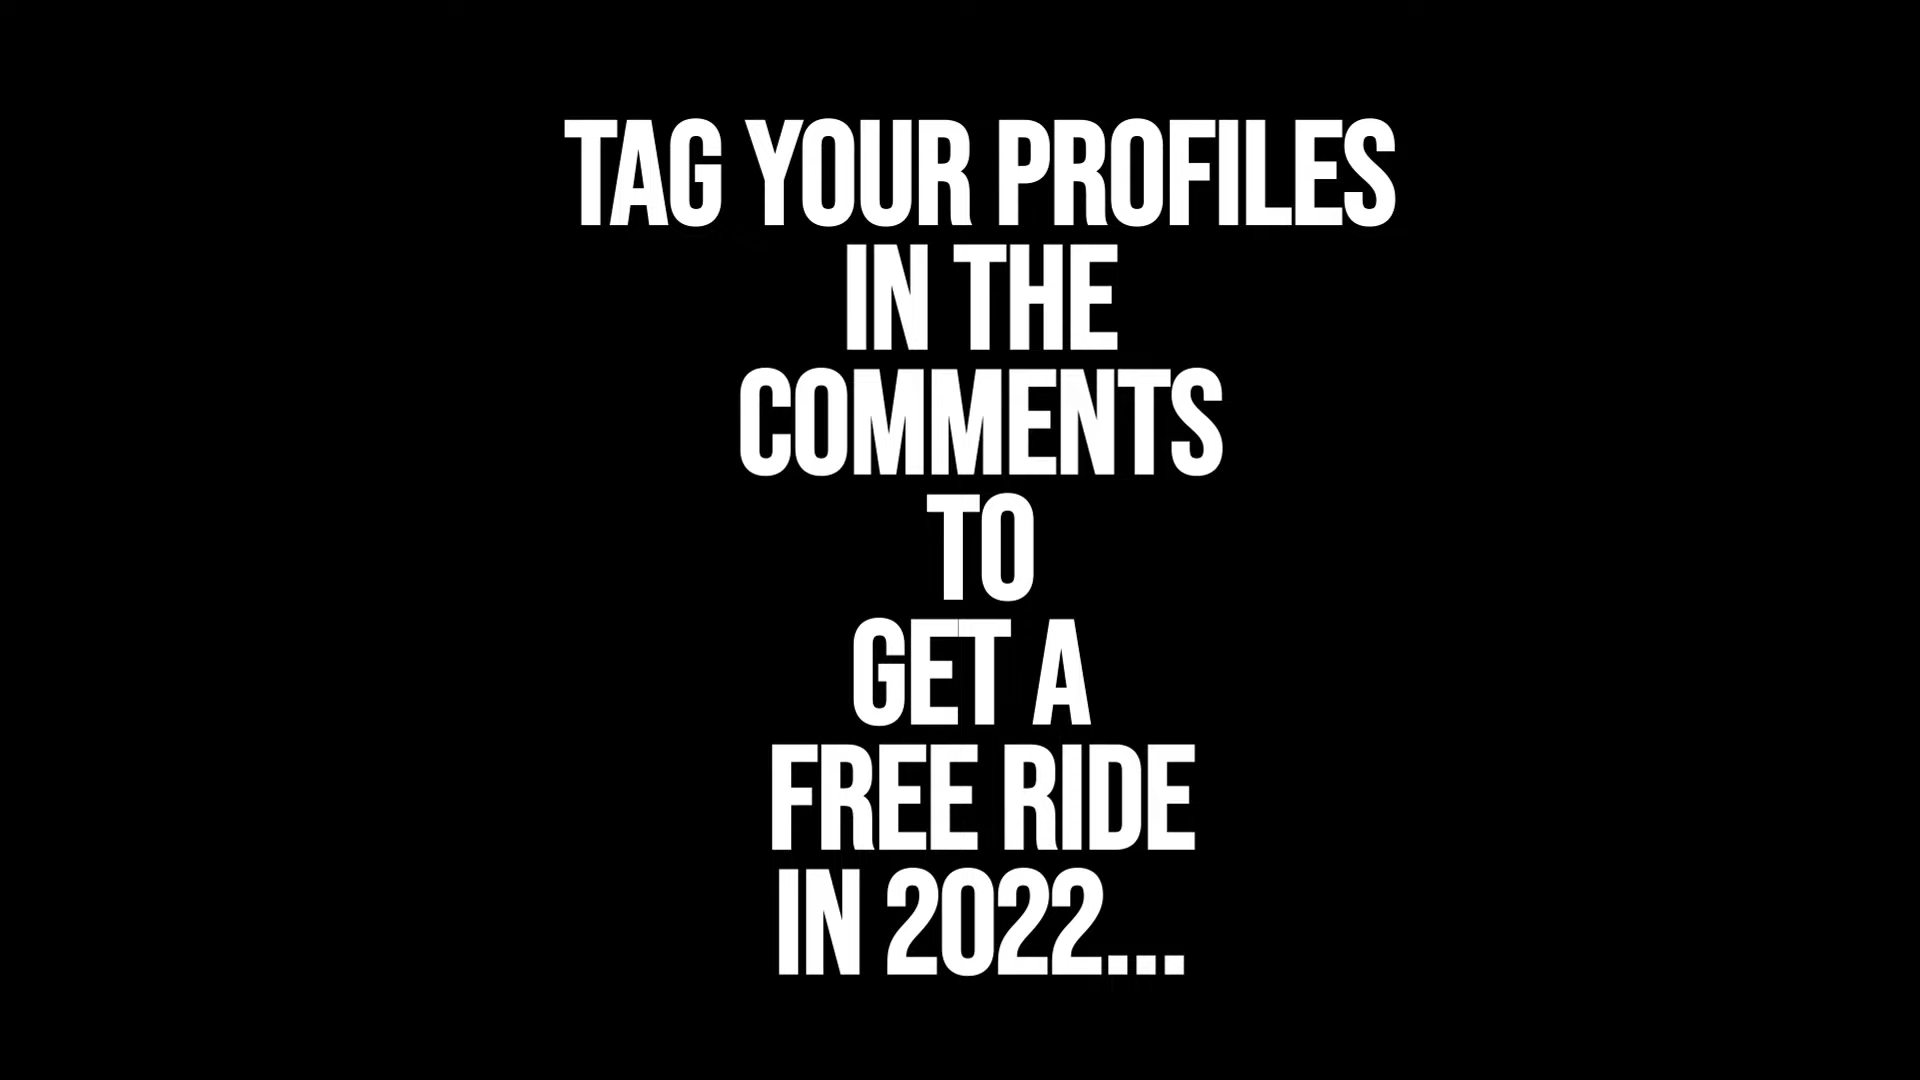 TAG YOUR PROFILES
IN THE
COMMENTS
TO
GET A
FREE RIDE
IN 2022...